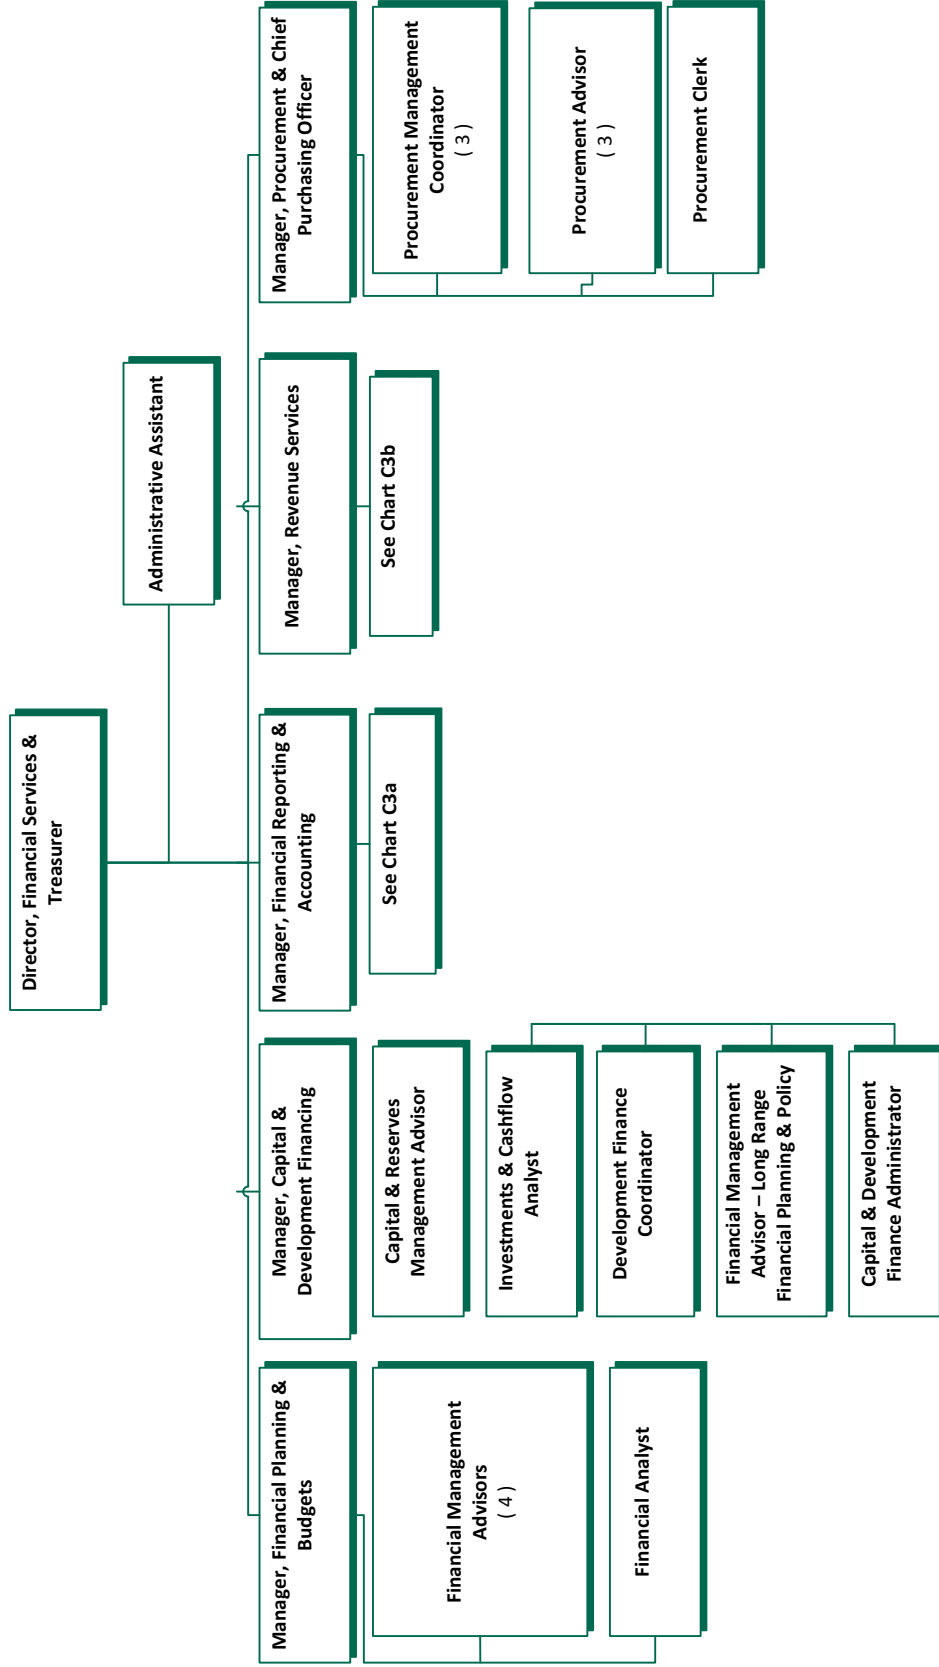 Director, Financial Services &
Treasurer
Administrative Assistant
Manager, Financial Planning &
Budgets
Financial Management
Advisors
( 4 )
Financial Analyst
Manager, Capital &
Development Financing
Capital & Reserves
Management Advisor
Investments & Cashflow
Analyst
Development Finance
Coordinator
Financial Management
Advisor – Long Range
Financial Planning & Policy
Capital & Development
Finance Administrator
Manager, Financial Reporting &
Accounting
See Chart C3a
Manager, Revenue Services
See Chart C3b
Manager, Procurement & Chief
Purchasing Officer
Procurement Management
Coordinator
( 3 )
Procurement Advisor
( 3 )
Procurement Clerk